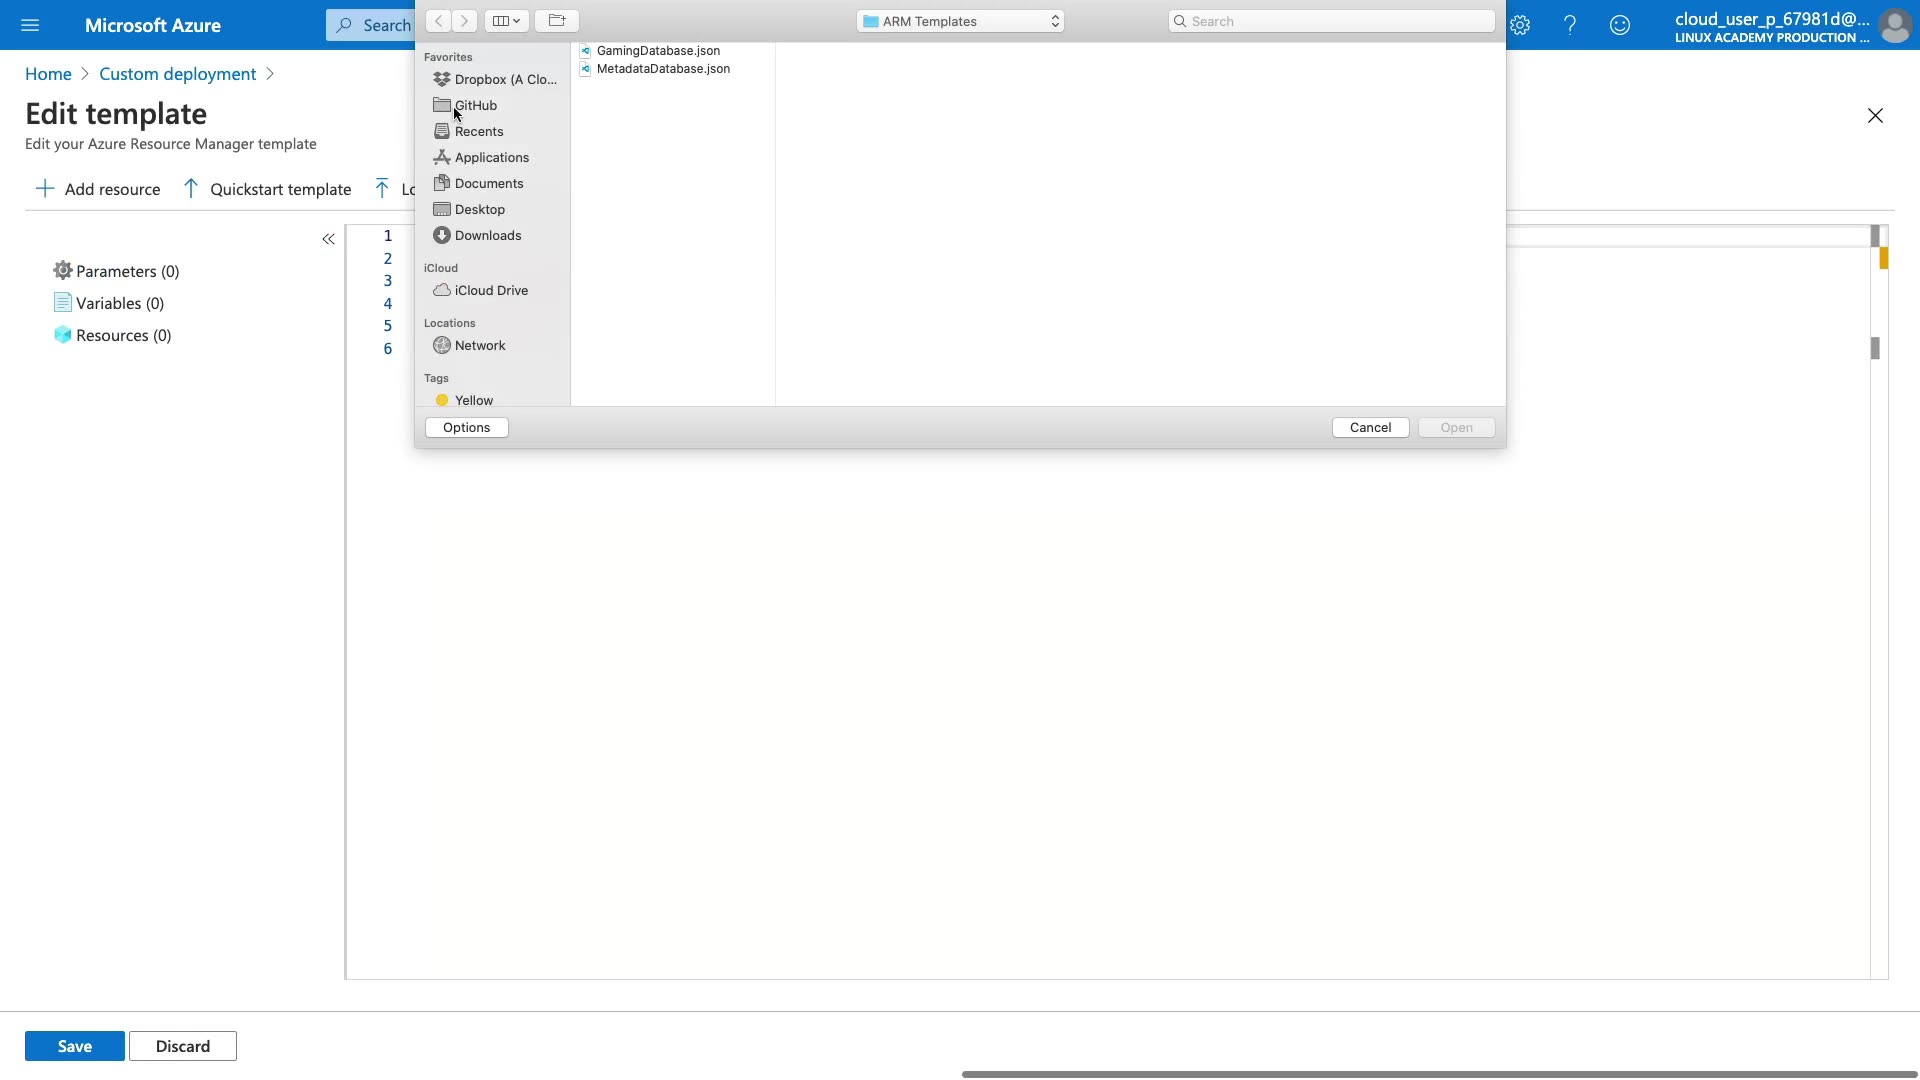 Microsoft Azure
Search
ARM Templates
Search
cloud_user_p_67981d@...
LINUX ACADEMY PRODUCTION ...
Home > Custom deployment >
Edit template
Edit your Azure Resource Manager template
+ Add resource
Quickstart template
Lo
Favorites
Dropbox (A Clo...
GitHub
Recents
Applications
Documents
Desktop
Downloads
iCloud
iCloud Drive
Locations
Network
Tags
Yellow
GamingDatabase.json
MetadataDatabase.json
Options
Cancel
Open
Parameters (0)
Variables (0)
Resources (0)
1
2
3
4
5
6
Save
Discard